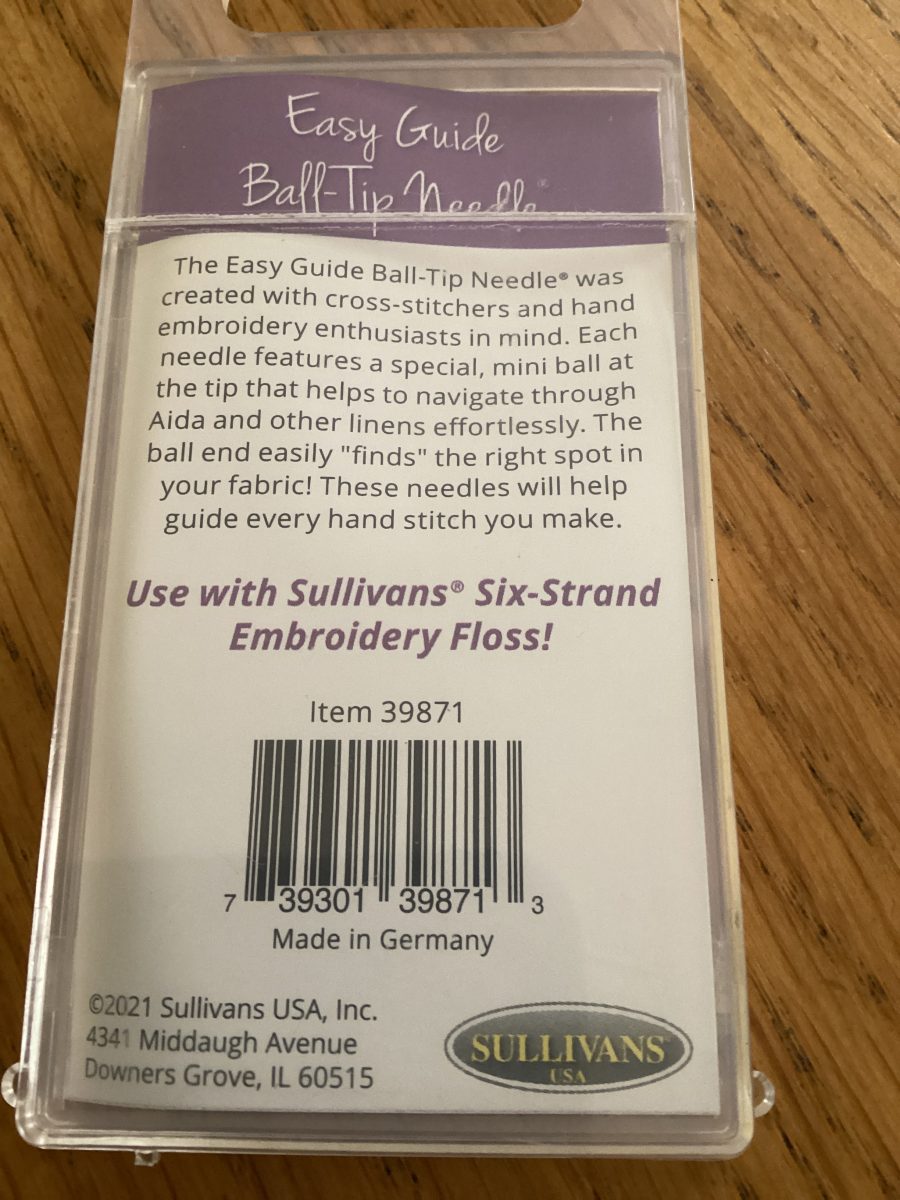 Easy Guide
Ball-Tip Needle®
The Easy Guide Ball-Tip Needle® was
created with cross-stitchers and hand
embroidery enthusiasts in mind. Each
needle features a special, mini ball at
the tip that helps to navigate through
Aida and other linens effortlessly. The
ball end easily "finds" the right spot in
your fabric! These needles will help
guide every hand stitch you make.
Use with Sullivans® Six-Strand
Embroidery Floss!
Item 39871
7 39301 39871 3
Made in Germany
©2021 Sullivans USA, Inc.
4341 Middaugh Avenue
Downers Grove, IL 60515
SULLIVANS™
USA